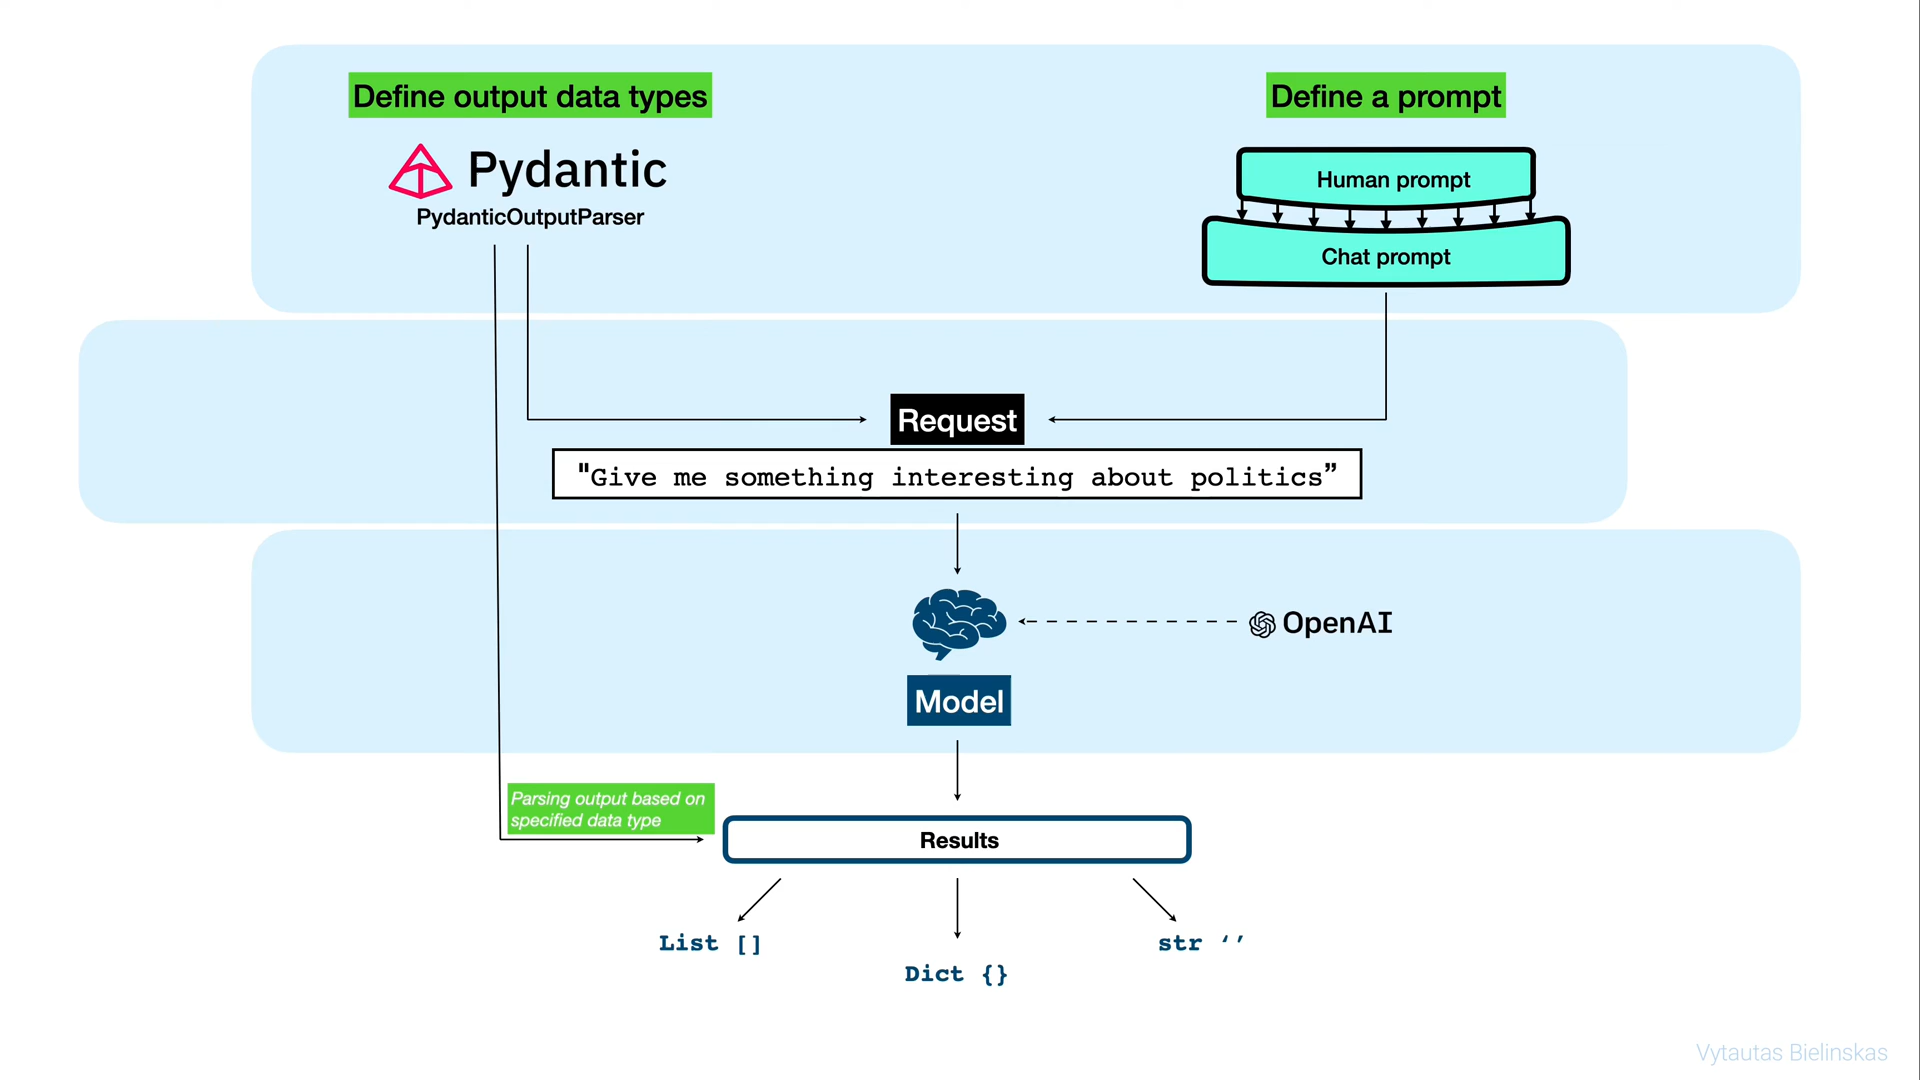 Define output data types
Define a prompt
Pydantic
PydanticOutputParser
Human prompt
Chat prompt
Request
"Give me something interesting about politics”
OpenAI
Model
Parsing output based on
specified data type
Results
List []
Dict {}
str ‘’
Vytautas Bielinskas